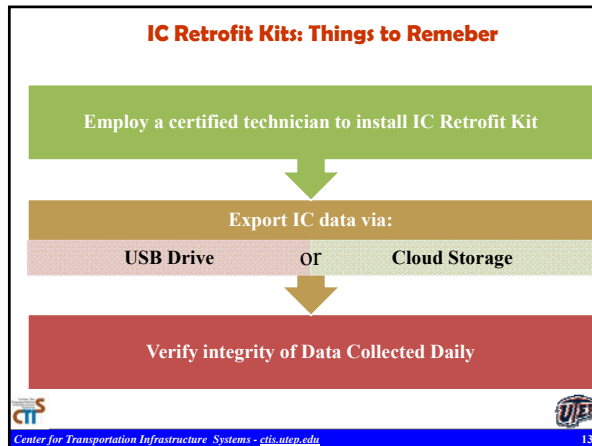 IC Retrofit Kits: Things to Remeber
Employ a certified technician to install IC Retrofit Kit
Export IC data via:
USB Drive or Cloud Storage
Verify integrity of Data Collected Daily
CTIS
UTEP
Center for Transportation Infrastructure Systems - ctis.utep.edu 13